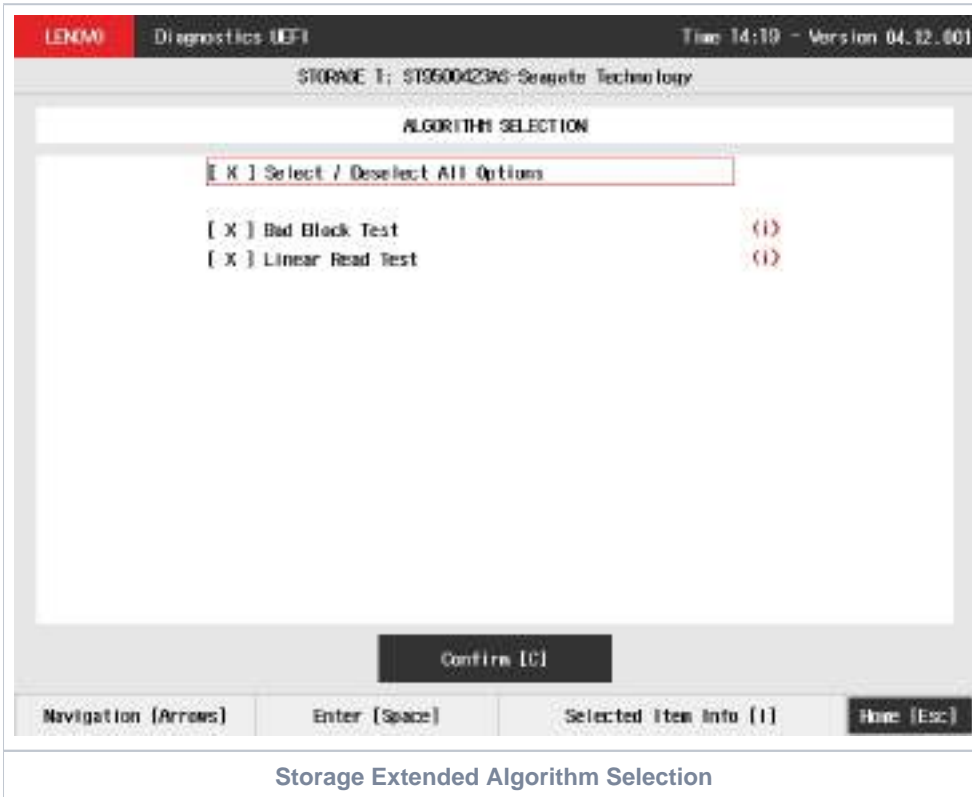 LENOVO Diagnostics UEFI Time 14:19 - Version 04.12.001
STORAGE 1: ST9500423AS-Seagate Technology
ALGORITHM SELECTION
[ X ] Select / Deselect All Options
[ X ] Bad Block Test (i)
[ X ] Linear Read Test (i)
Confirm [C]
Navigation [Arrows] Enter [Space] Selected Item Info [I] Home [Esc]
Storage Extended Algorithm Selection